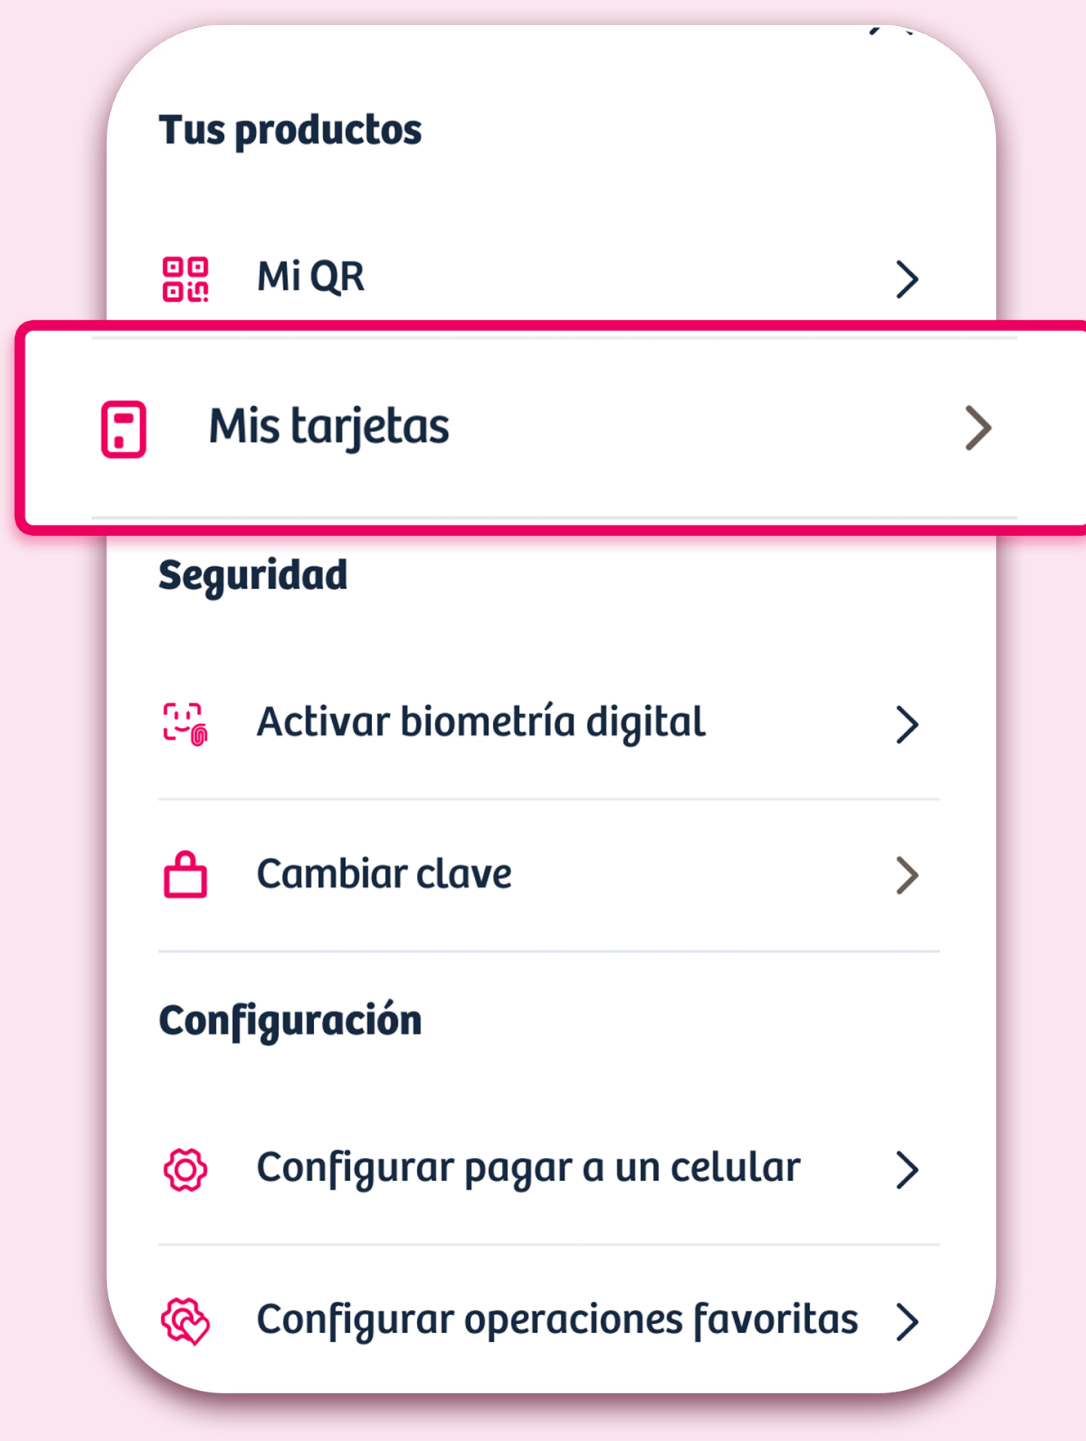 Tus productos
Mi QR
Mis tarjetas
Seguridad
Activar biometría digital
Cambiar clave
Configuración
Configurar pagar a un celular
Configurar operaciones favoritas